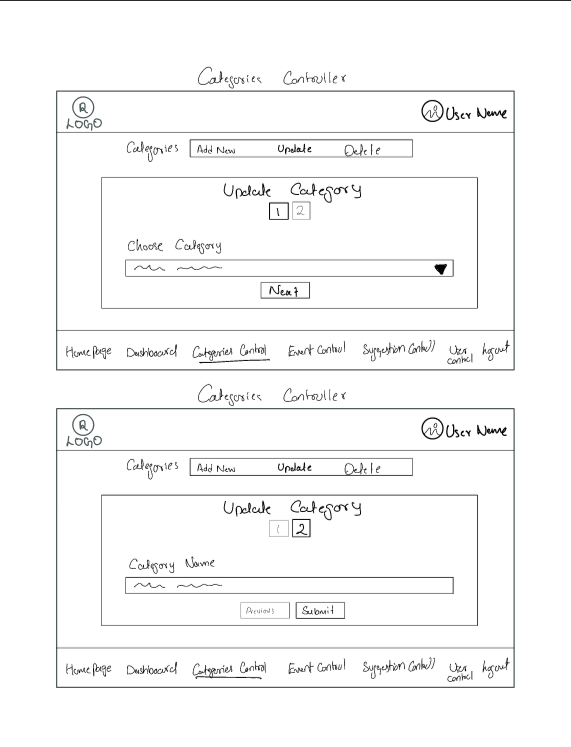 Categories Controller
R
LOGO
User Name
Categories Add New Update Delete
Update Category
1 2
Choose Category
Next
Home Page Dashboard Categories Control Event Control Suggestion Control User control logout
Categories Controller
R
LOGO
User Name
Categories Add New Update Delete
Update Category
1 2
Category Name
Previous Submit
Home Page Dashboard Categories Control Event Control Suggestion Control User control logout